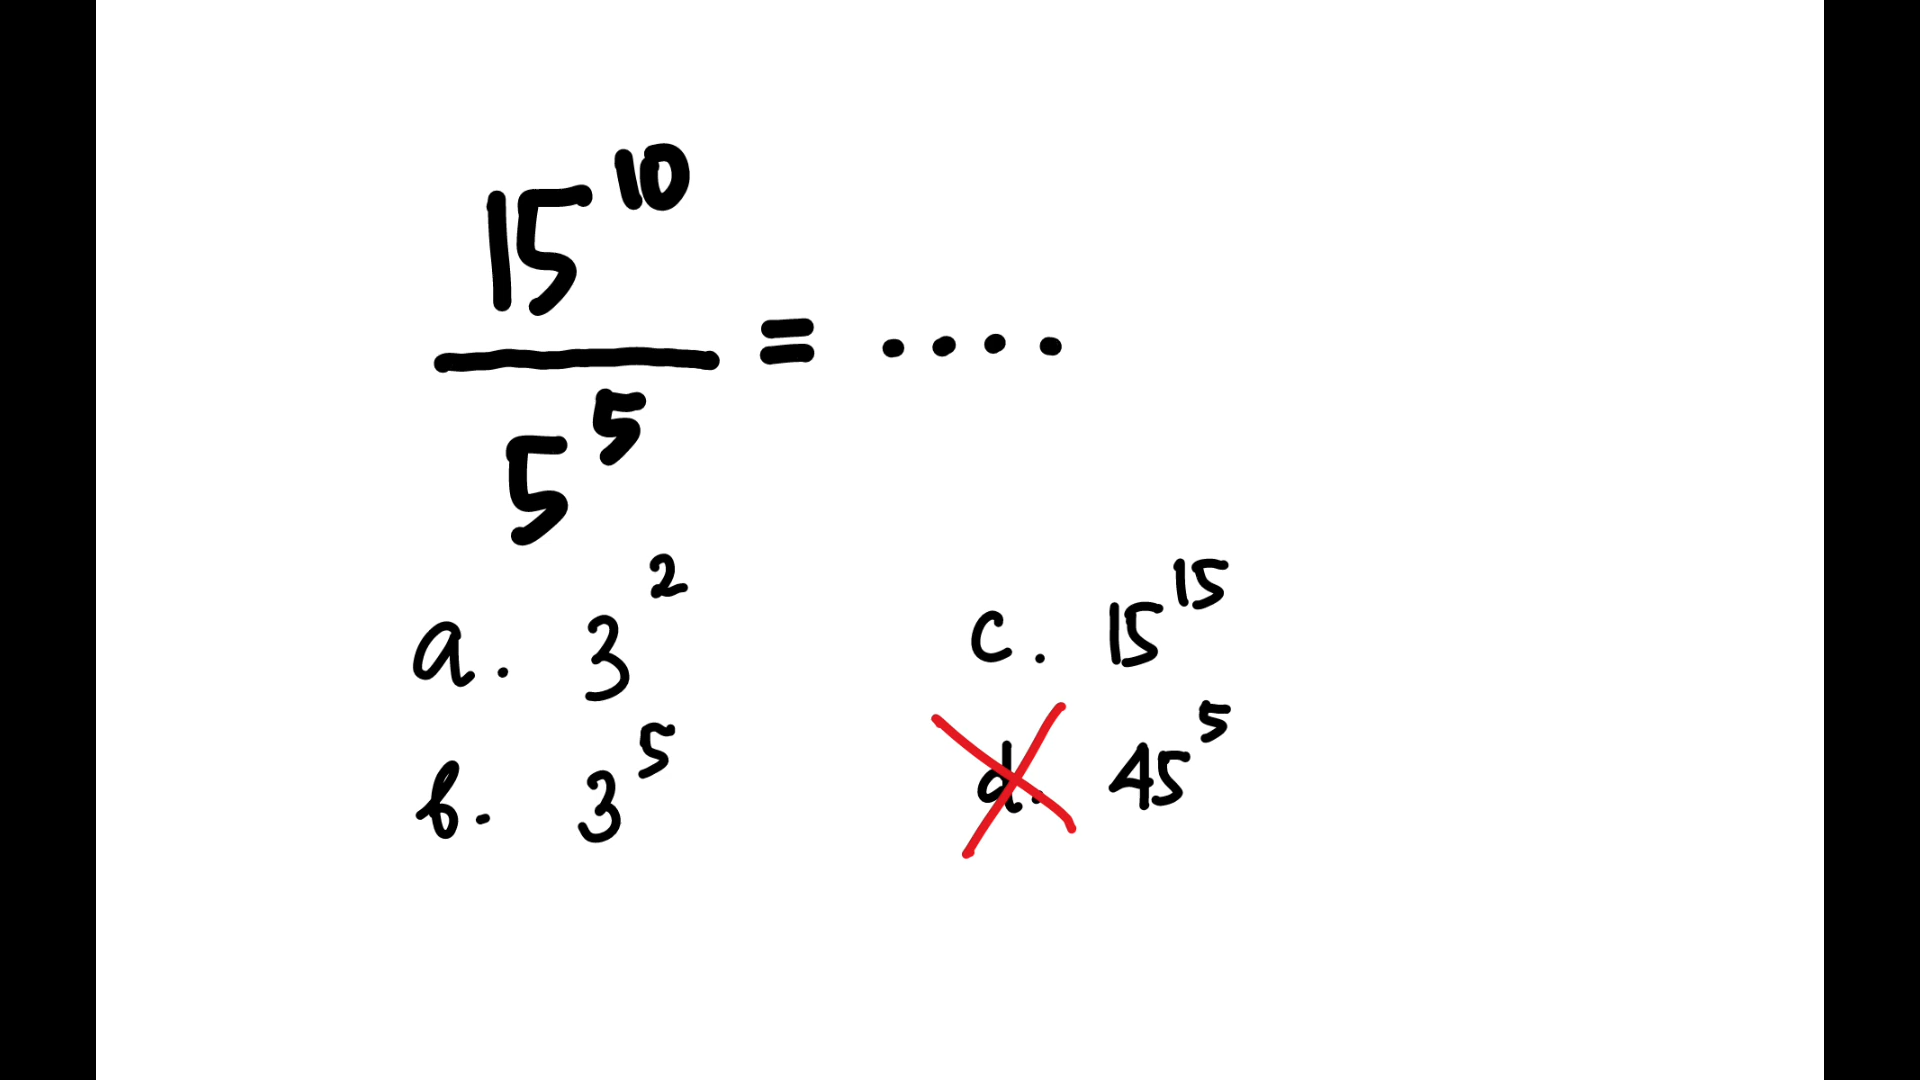 15^10
/ 5^5 = ....
a. 3^2 c. 15^15
b. 3^5 d. 45^5